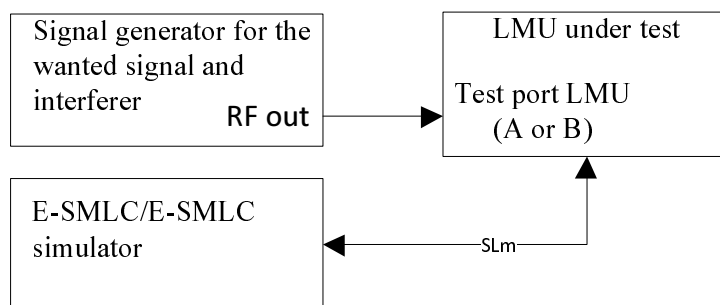 Signal generator for the
wanted signal and
interferer
RF out
LMU under test
Test port LMU
(A or B)
E-SMLC/E-SMLC
simulator
SLm